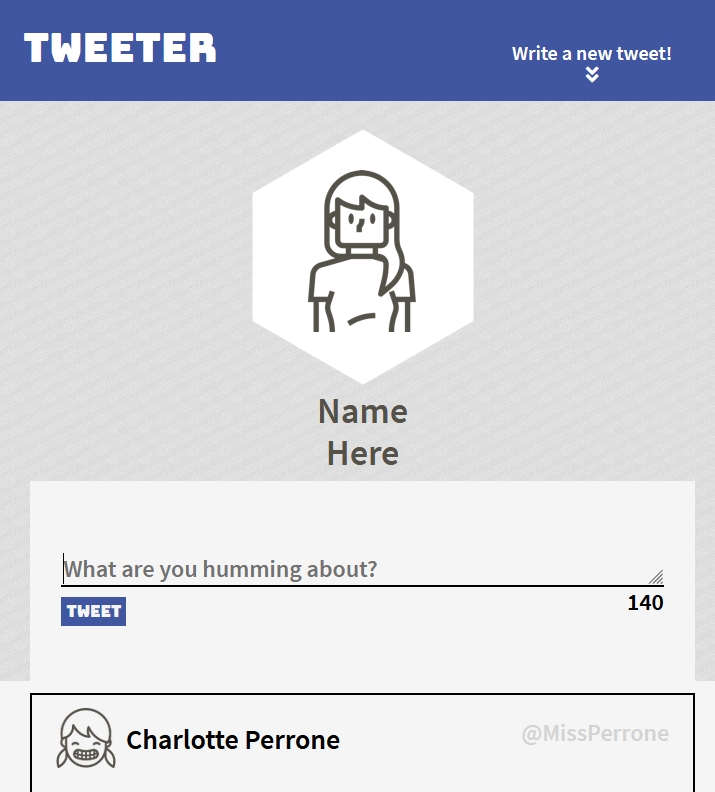 TWEETER
Write a new tweet!
Name
Here
What are you humming about?
TWEET
140
Charlotte Perrone
@MissPerrone